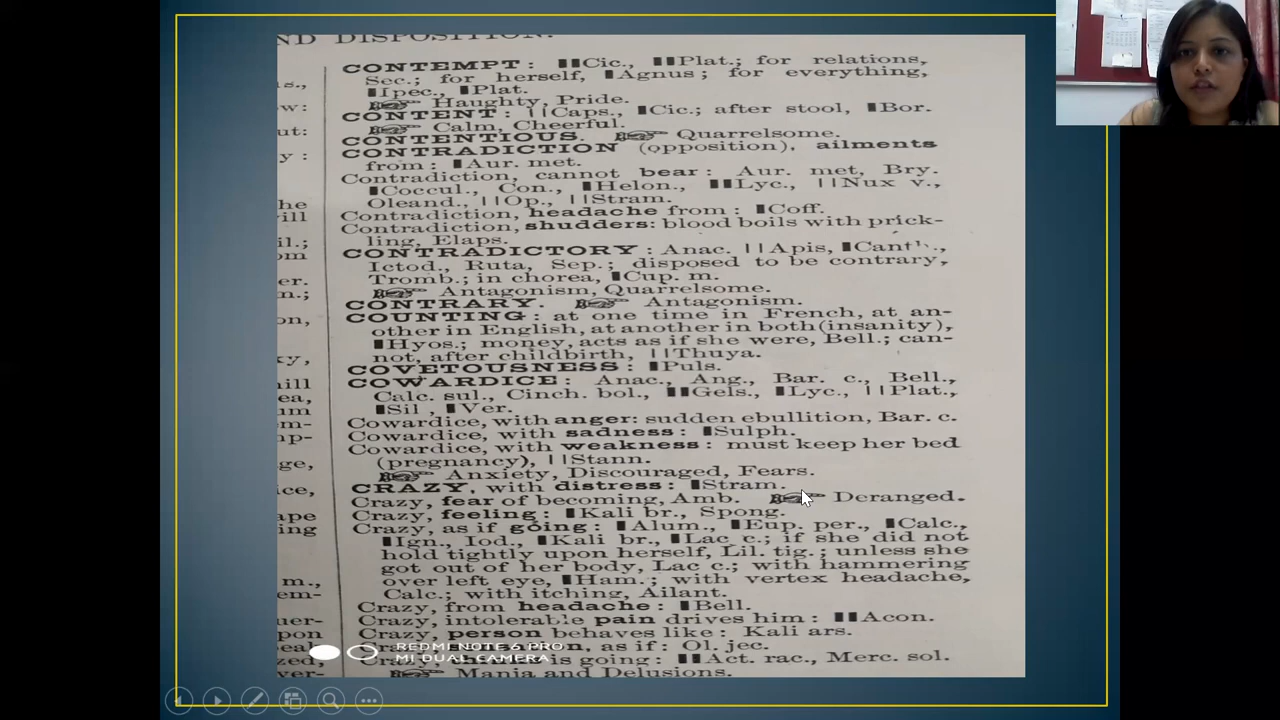 ND DISPOSITION.
CONTEMPT: ▮▮Cic., ▮▮Plat.; for relations,
Sec.; for herself, ▮Agnus; for everything,
▮Ipec., ▮Plat.
☞ Haughty, Pride.
CONTENT: ||Caps., ▮Cic.; after stool, ▮Bor.
☞ Calm, Cheerful.
CONTENTIOUS. ☞ Quarrelsome.
CONTRADICTION (opposition), ailments
from: ▮Aur. met.
Contradiction, cannot bear: Aur. met, Bry.
▮Coccul., Con., ▮Helon., ▮▮Lyc., ||Nux v.,
Oleand., ||Op., ||Stram.
Contradiction, headache from: ▮Coff.
Contradiction, shudders: blood boils with prick-
ling, Elaps.
CONTRADICTORY: Anac. ||Apis, ▮Canth.,
Ictod., Ruta, Sep.; disposed to be contrary,
Tromb.; in chorea, ▮Cup. m.
☞ Antagonism, Quarrelsome.
CONTRARY. ☞ Antagonism.
COUNTING: at one time in French, at an-
other in English, at another in both (insanity),
▮Hyos.; money, acts as if she were, Bell.; can-
not, after childbirth, ||Thuya.
COVETOUSNESS: ▮Puls.
COWARDICE: Anac., Ang., Bar. c., Bell.,
Calc. sul., Cinch. bol., ▮▮Gels., ▮Lyc., ||Plat.,
▮Sil, ▮Ver.
Cowardice, with anger: sudden ebullition, Bar. c.
Cowardice, with sadness: ▮Sulph.
Cowardice, with weakness: must keep her bed
(pregnancy), ||Stann.
☞ Anxiety, Discouraged, Fears.
CRAZY, with distress: ▮Stram.
Crazy, fear of becoming, Amb. ☞ Deranged.
Crazy, feeling: ▮Kali br., Spong.
Crazy, as if going: ▮Alum., ▮Eup. per., ▮Calc.,
▮Ign., Iod., ▮Kali br., ▮Lac c.; if she did not
hold tightly upon herself, Lil. tig.; unless she
got out of her body, Lac c.; with hammering
over left eye, ▮Ham.; with vertex headache,
Calc.; with itching, Ailant.
Crazy, from headache: ▮Bell.
Crazy, intolerable pain drives him: ▮▮Acon.
Crazy, person behaves like: Kali ars.
as if: Ol. jec.
is going: ▮▮Act. rac., Merc. sol.
☞ Mania and Delusions.
REDMI NOTE 6 PRO
MI DUAL CAMERA